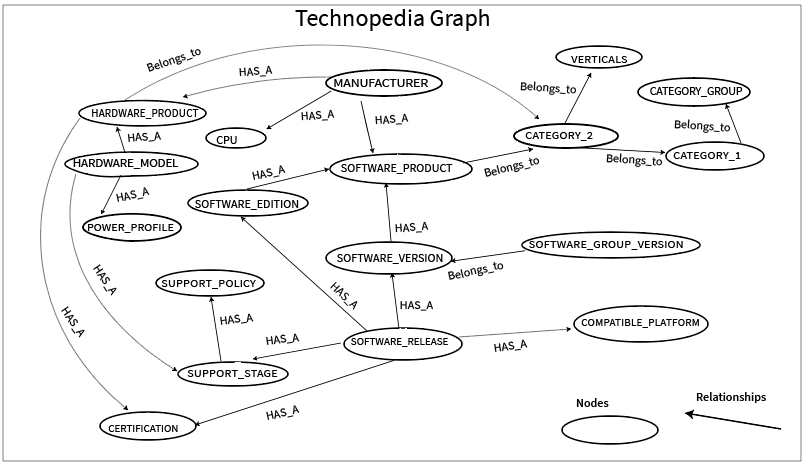 Technopedia Graph
Belongs_to
VERTICALS
HAS_A
MANUFACTURER
Belongs_to
CATEGORY_GROUP
HARDWARE_PRODUCT
HAS_A
HAS_A
Belongs_to
HAS_A
CPU
CATEGORY_2
HARDWARE_MODEL
HAS_A
SOFTWARE_PRODUCT
Belongs_to
Belongs_to
CATEGORY_1
HAS_A
SOFTWARE_EDITION
POWER_PROFILE
HAS_A
SOFTWARE_GROUP_VERSION
SOFTWARE_VERSION
Belongs_to
HAS_A
SUPPORT_POLICY
HAS_A
HAS_A
HAS_A
HAS_A
COMPATIBLE_PLATFORM
HAS_A
SOFTWARE_RELEASE
HAS_A
SUPPORT_STAGE
Nodes
Relationships
HAS_A
CERTIFICATION